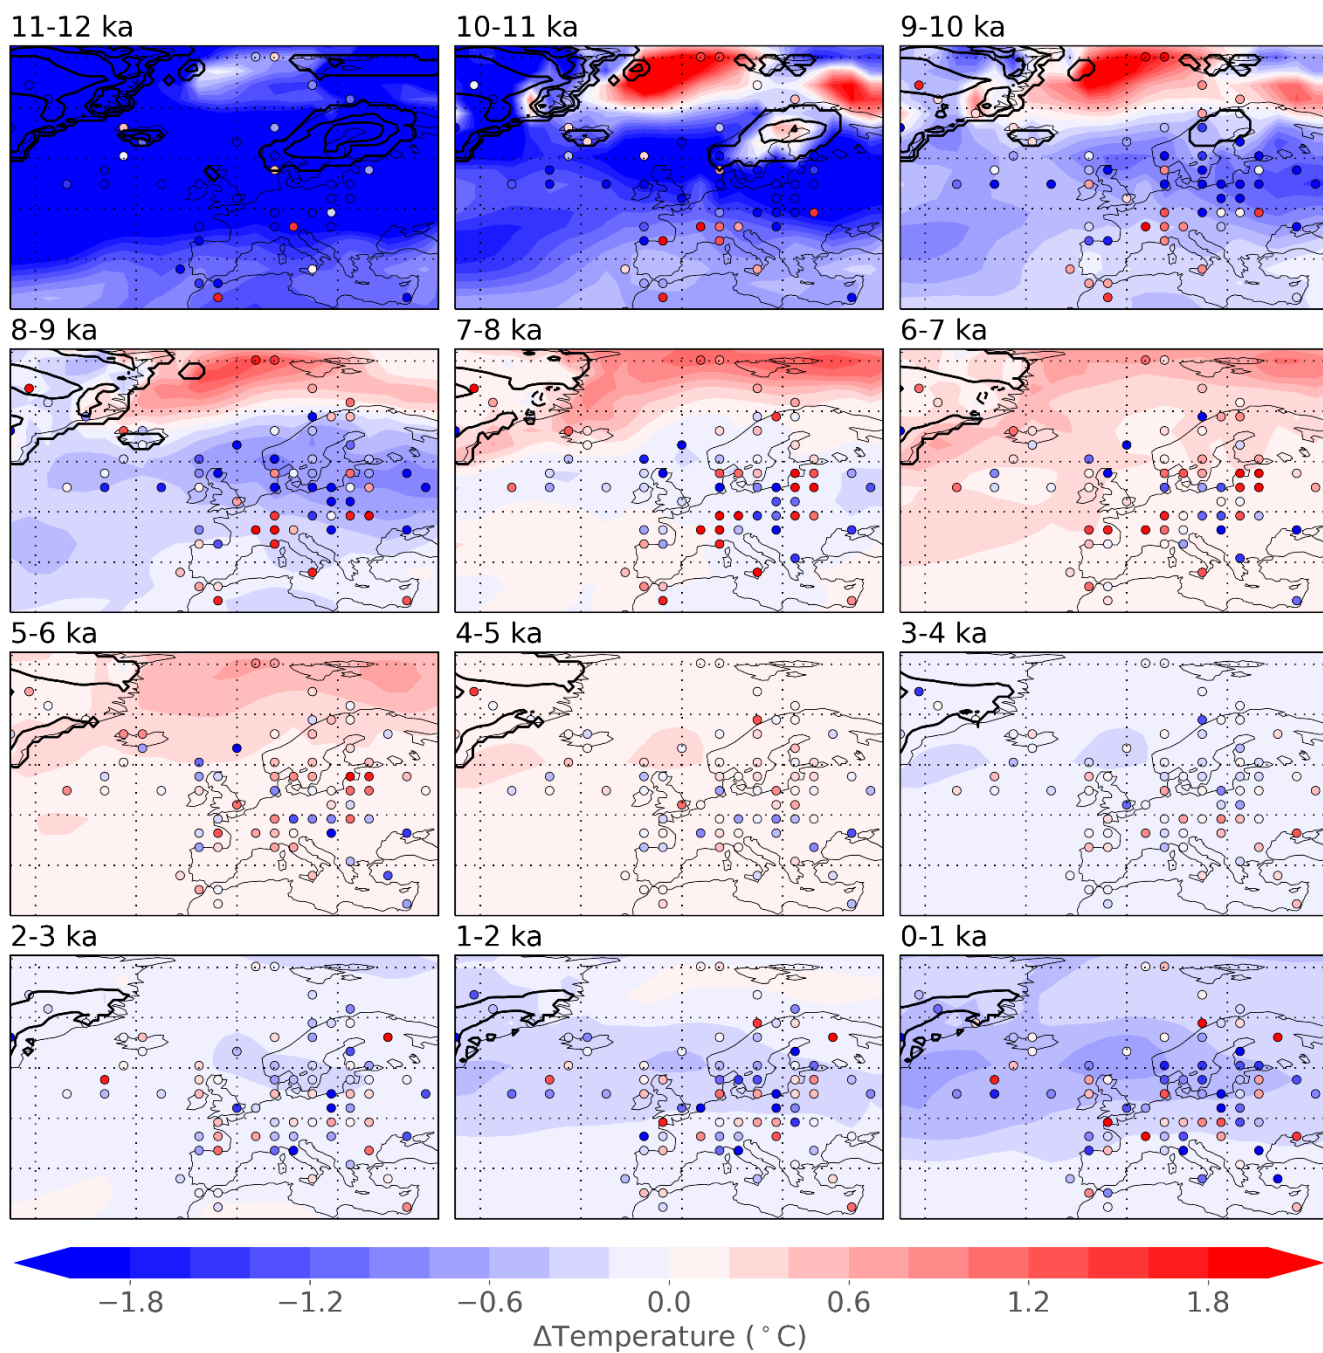 11-12 ka
10-11 ka
9-10 ka
8-9 ka
7-8 ka
6-7 ka
5-6 ka
4-5 ka
3-4 ka
2-3 ka
1-2 ka
0-1 ka
−1.8 −1.2 −0.6 0.0 0.6 1.2 1.8
ΔTemperature (°C)